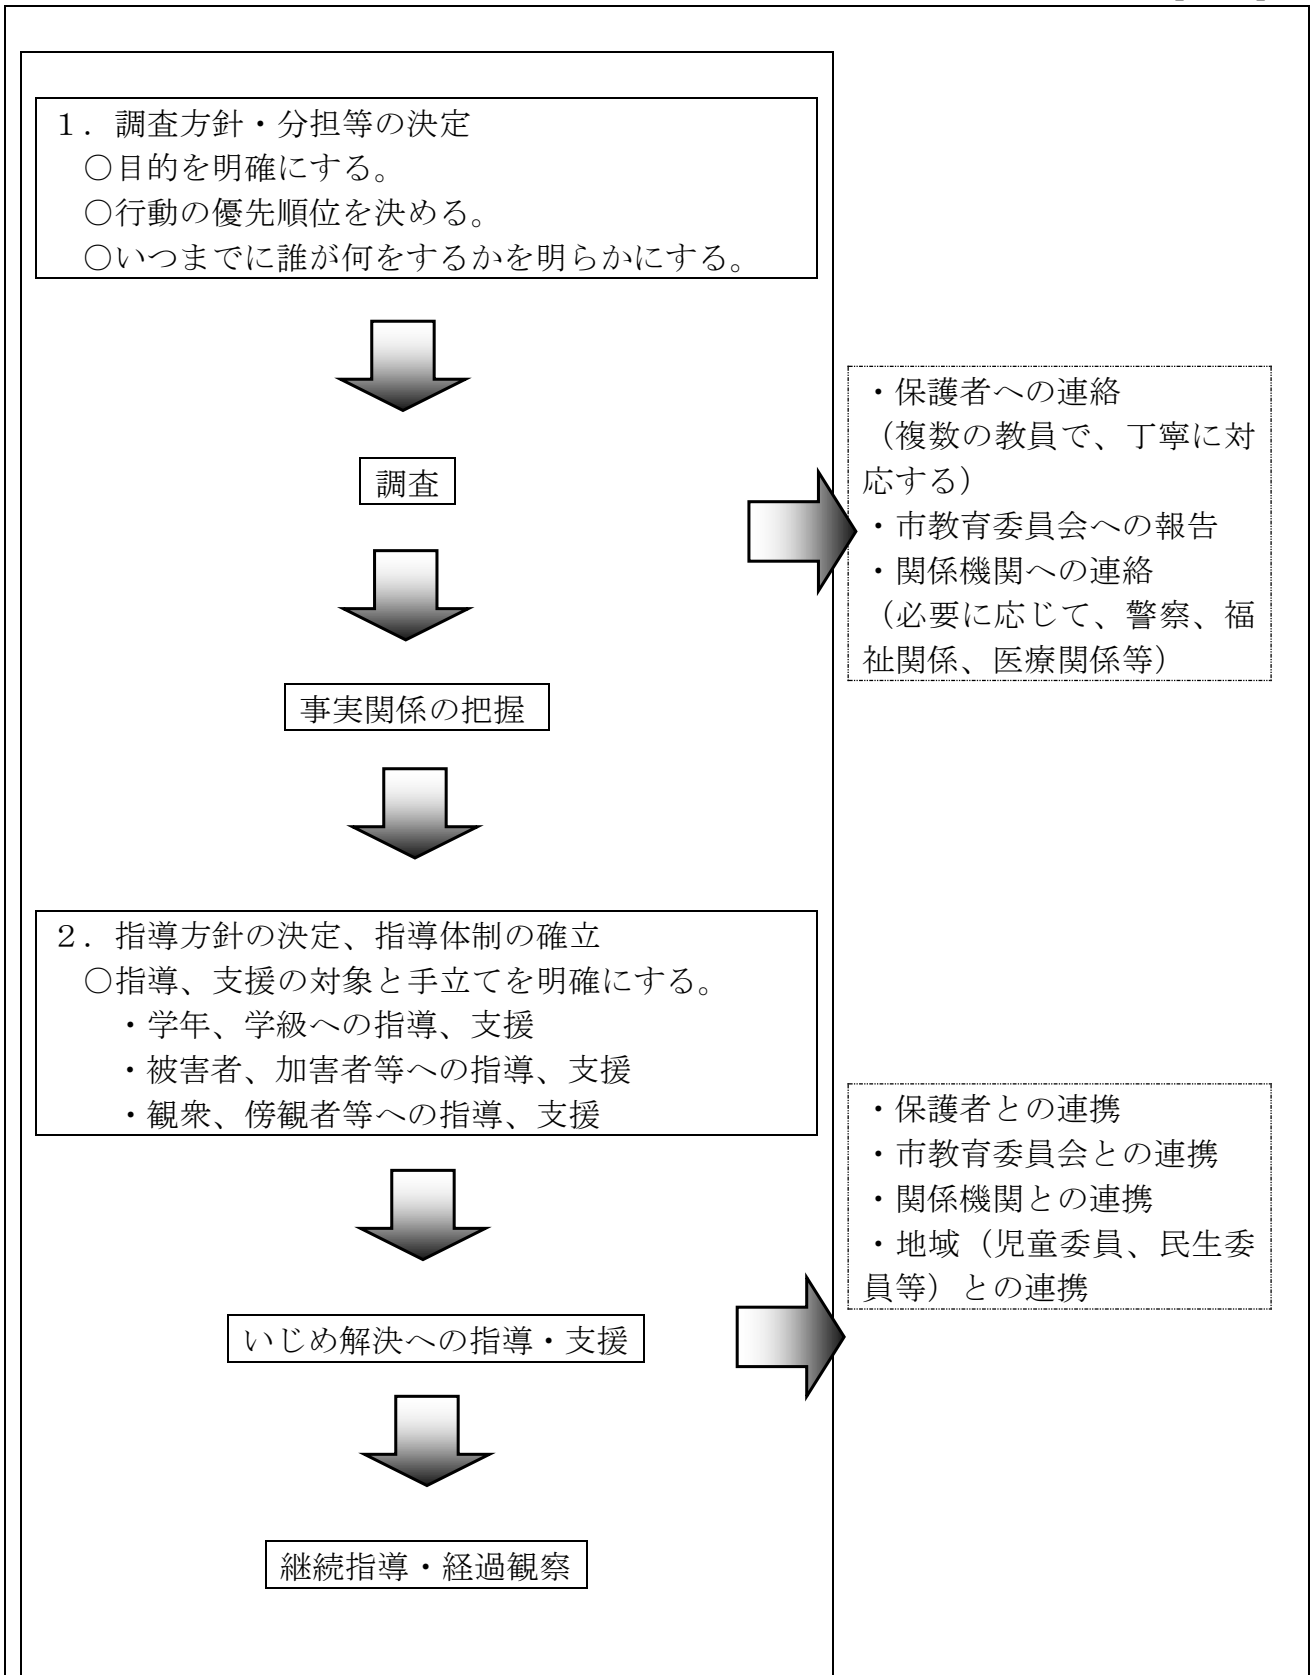 １．調査方針・分担等の決定
○目的を明確にする。
○行動の優先順位を決める。
○いつまでに誰が何をするかを明らかにする。
調査
・保護者への連絡
（複数の教員で、丁寧に対
応する）
・市教育委員会への報告
・関係機関への連絡
（必要に応じて、警察、福
祉関係、医療関係等）
事実関係の把握
２．指導方針の決定、指導体制の確立
○指導、支援の対象と手立てを明確にする。
・学年、学級への指導、支援
・被害者、加害者等への指導、支援
・観衆、傍観者等への指導、支援
・保護者との連携
・市教育委員会との連携
・関係機関との連携
・地域（児童委員、民生委
員等）との連携
いじめ解決への指導・支援
継続指導・経過観察